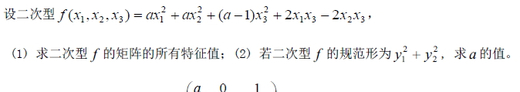 设二次型 f(x₁,x₂,x₃)=ax₁²+ax₂²+(a−1)x₃²+2x₁x₃−2x₂x₃，
(1) 求二次型 f 的矩阵的所有特征值；(2) 若二次型 f 的规范形为 y₁²+y₂²，求 a 的值。
(a 0 1